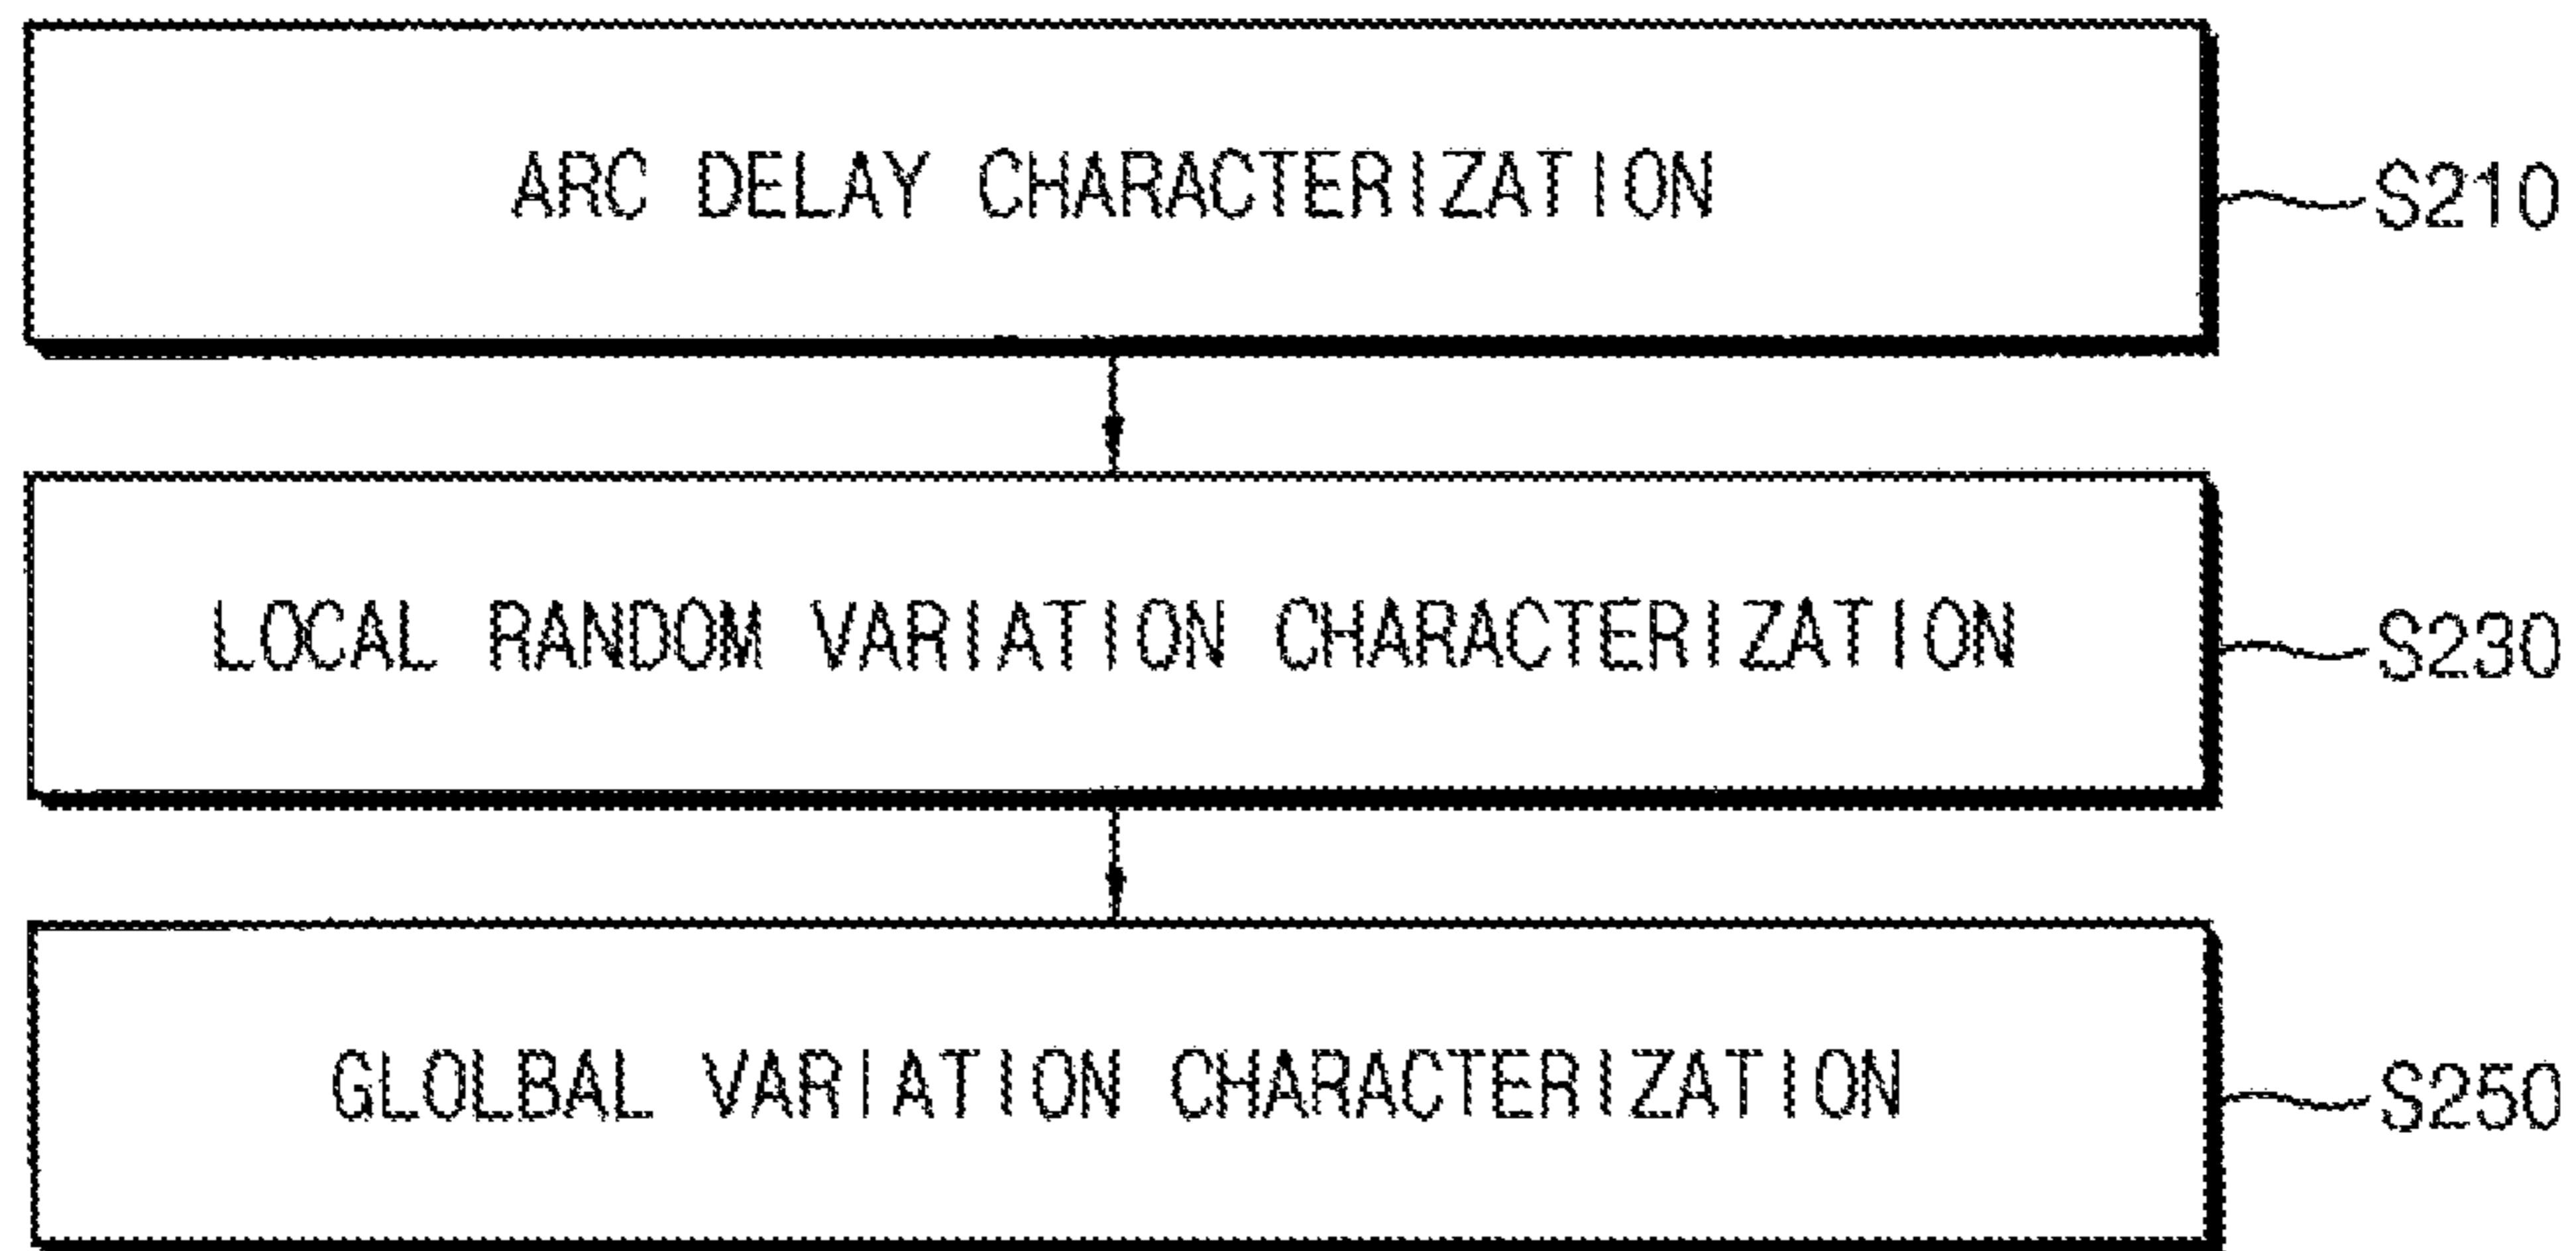 ARC DELAY CHARACTERIZATION
S210
LOCAL RANDOM VARIATION CHARACTERIZATION
S230
GLOLBAL VARIATION CHARACTERIZATION
S250